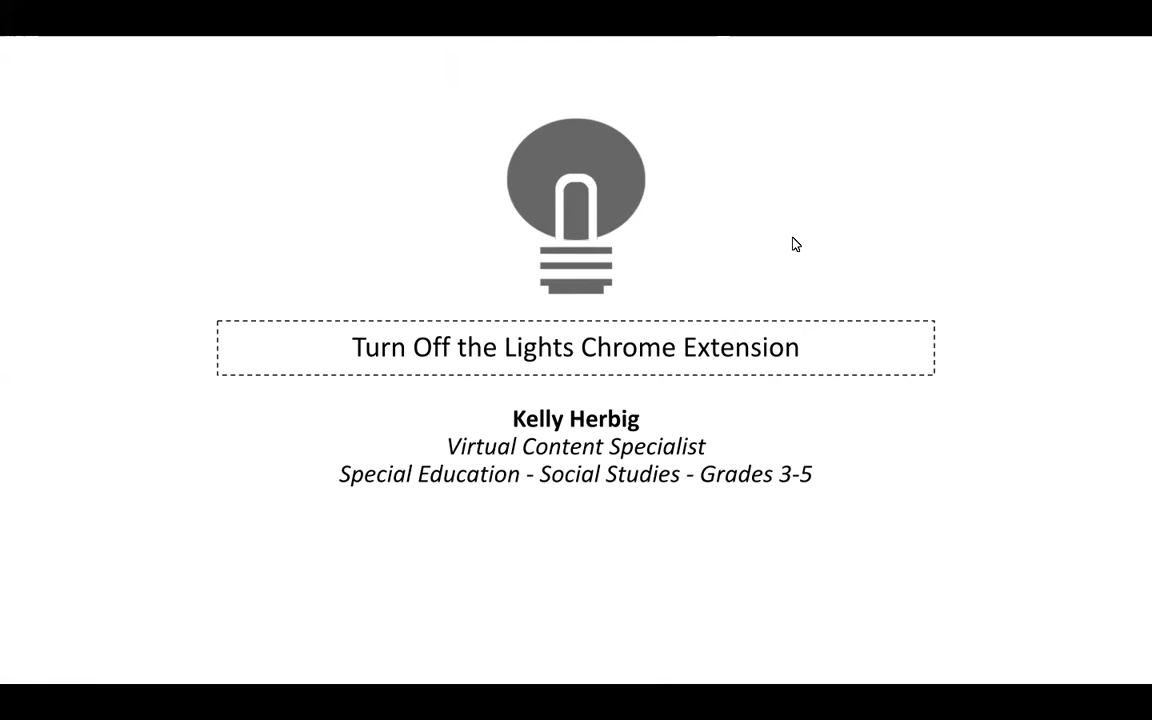 Turn Off the Lights Chrome Extension
Kelly Herbig
Virtual Content Specialist
Special Education - Social Studies - Grades 3-5